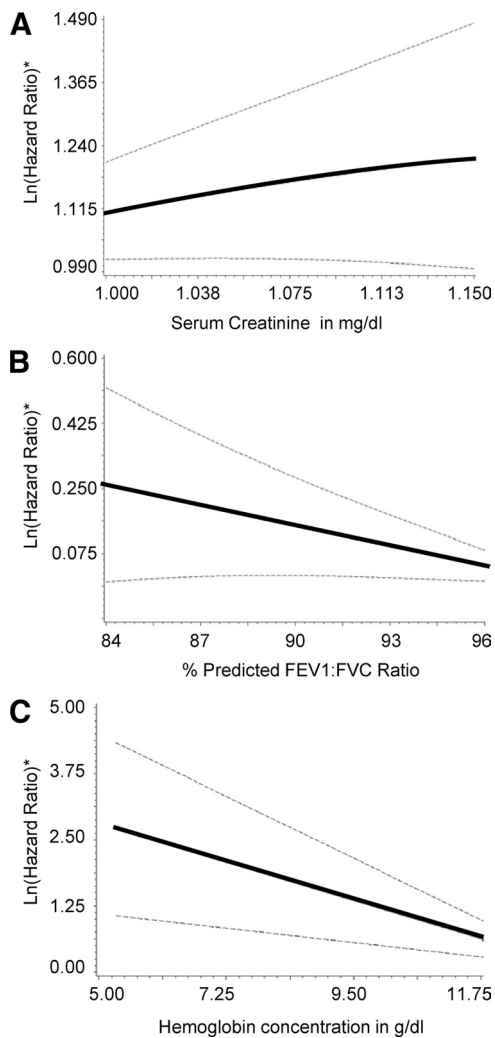 A
Ln(Hazard Ratio)*
1.490
1.365
1.240
1.115
0.990
1.000 1.038 1.075 1.113 1.150
Serum Creatinine in mg/dl
B
Ln(Hazard Ratio)*
0.600
0.425
0.250
0.075
84 87 90 93 96
% Predicted FEV1:FVC Ratio
C
Ln(Hazard Ratio)*
5.00
3.75
2.50
1.25
0.00
5.00 7.25 9.50 11.75
Hemoglobin concentration in g/dl